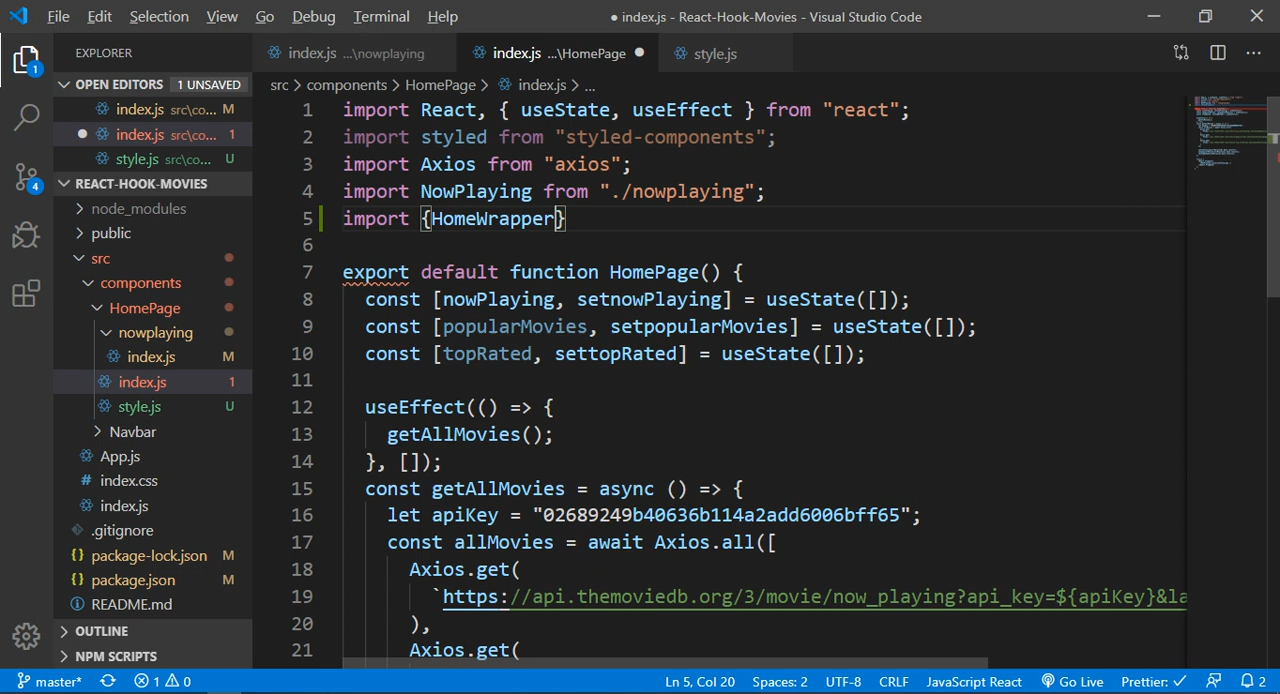 File Edit Selection View Go Debug Terminal Help ● index.js - React-Hook-Movies - Visual Studio Code
EXPLORER
index.js ...\nowplaying index.js ...\HomePage style.js
OPEN EDITORS 1 UNSAVED
index.js src\co... M
index.js src\co... 1
style.js src\co... U
REACT-HOOK-MOVIES
node_modules
public
src
components
HomePage
nowplaying
index.js M
index.js 1
style.js U
Navbar
App.js
# index.css
index.js
.gitignore
{} package-lock.json M
{} package.json M
README.md
OUTLINE
NPM SCRIPTS
1
4
src > components > HomePage > index.js > ...
1 import React, { useState, useEffect } from "react";
2 import styled from "styled-components";
3 import Axios from "axios";
4 import NowPlaying from "./nowplaying";
5 import {HomeWrapper}
6
7 export default function HomePage() {
8 const [nowPlaying, setnowPlaying] = useState([]);
9 const [popularMovies, setpopularMovies] = useState([]);
10 const [topRated, settopRated] = useState([]);
11
12 useEffect(() => {
13 getAllMovies();
14 }, []);
15 const getAllMovies = async () => {
16 let apiKey = "02689249b40636b114a2add6006bff65";
17 const allMovies = await Axios.all([
18 Axios.get(
19 `https://api.themoviedb.org/3/movie/now_playing?api_key=${apiKey}&la
20 ),
21 Axios.get(
master* 1 0 Ln 5, Col 20 Spaces: 2 UTF-8 CRLF JavaScript React Go Live Prettier: ✓ 2